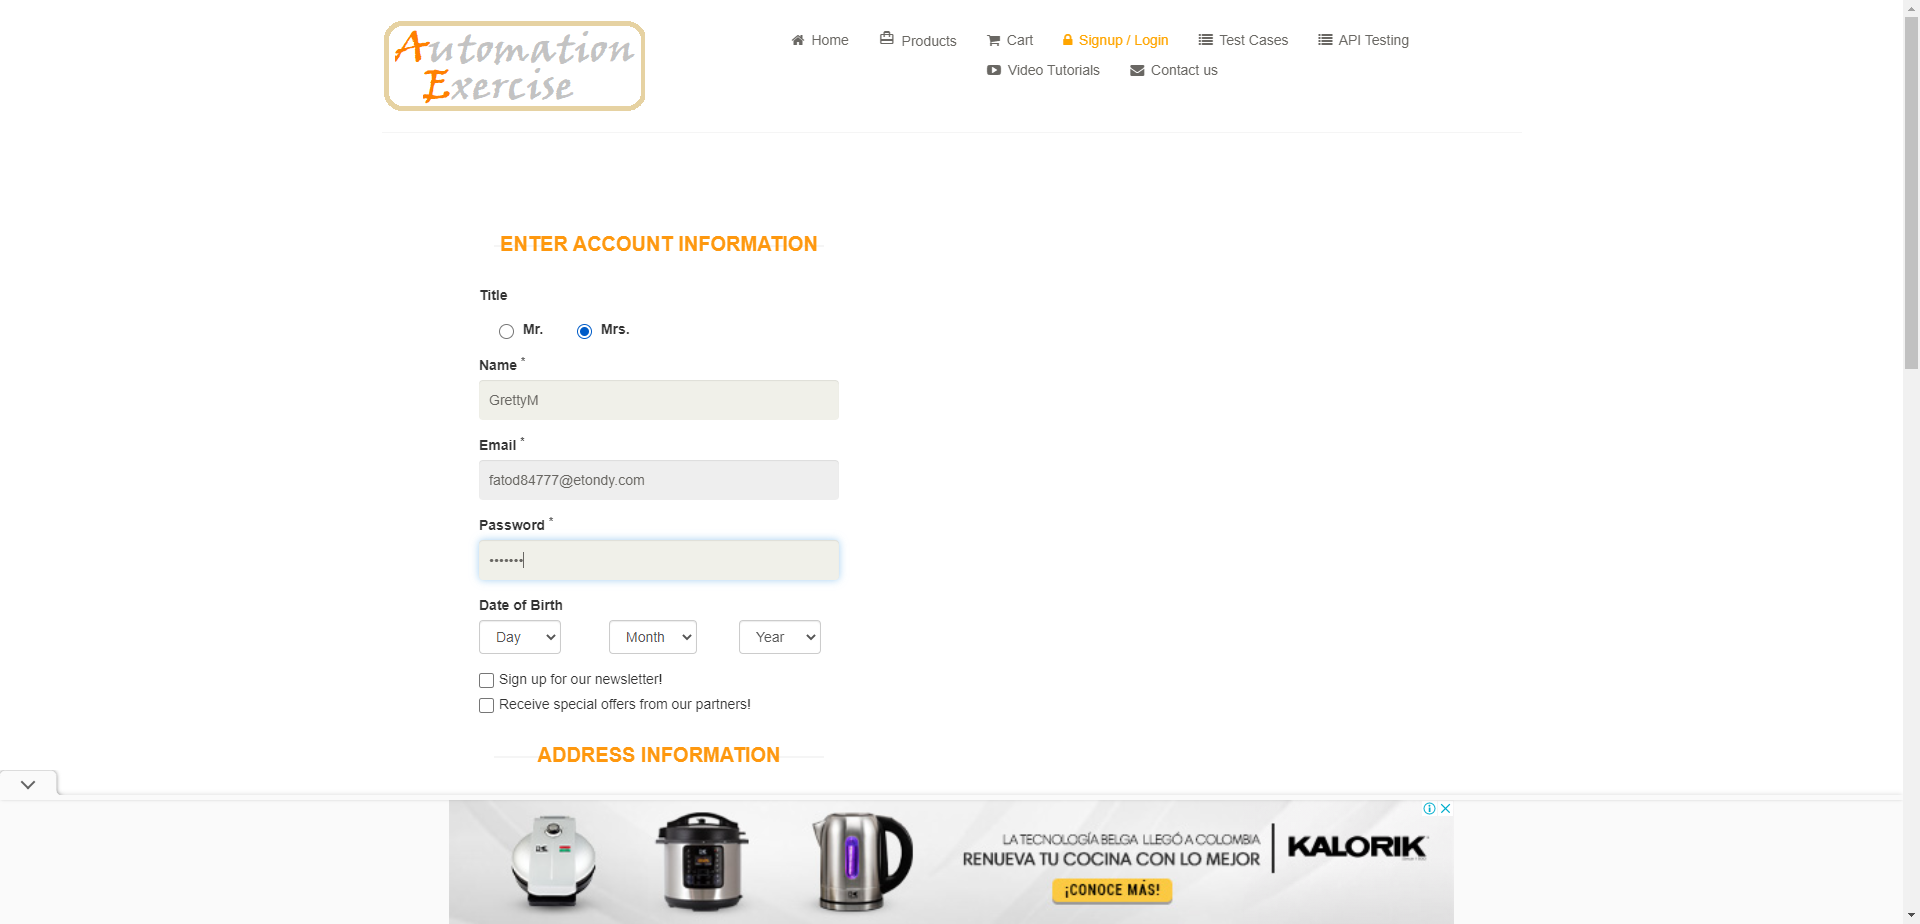 Automation
Exercise
Home Products Cart Signup / Login Test Cases API Testing
Video Tutorials Contact us
ENTER ACCOUNT INFORMATION
Title
Mr. Mrs.
Name *
GrettyM
Email *
fatod84777@etondy.com
Password *
•••••••
Date of Birth
Day Month Year
Sign up for our newsletter!
Receive special offers from our partners!
ADDRESS INFORMATION
LA TECNOLOGÍA BELGA LLEGÓ A COLOMBIA
RENUEVA TU COCINA CON LO MEJOR
KALORIK
¡CONOCE MÁS!